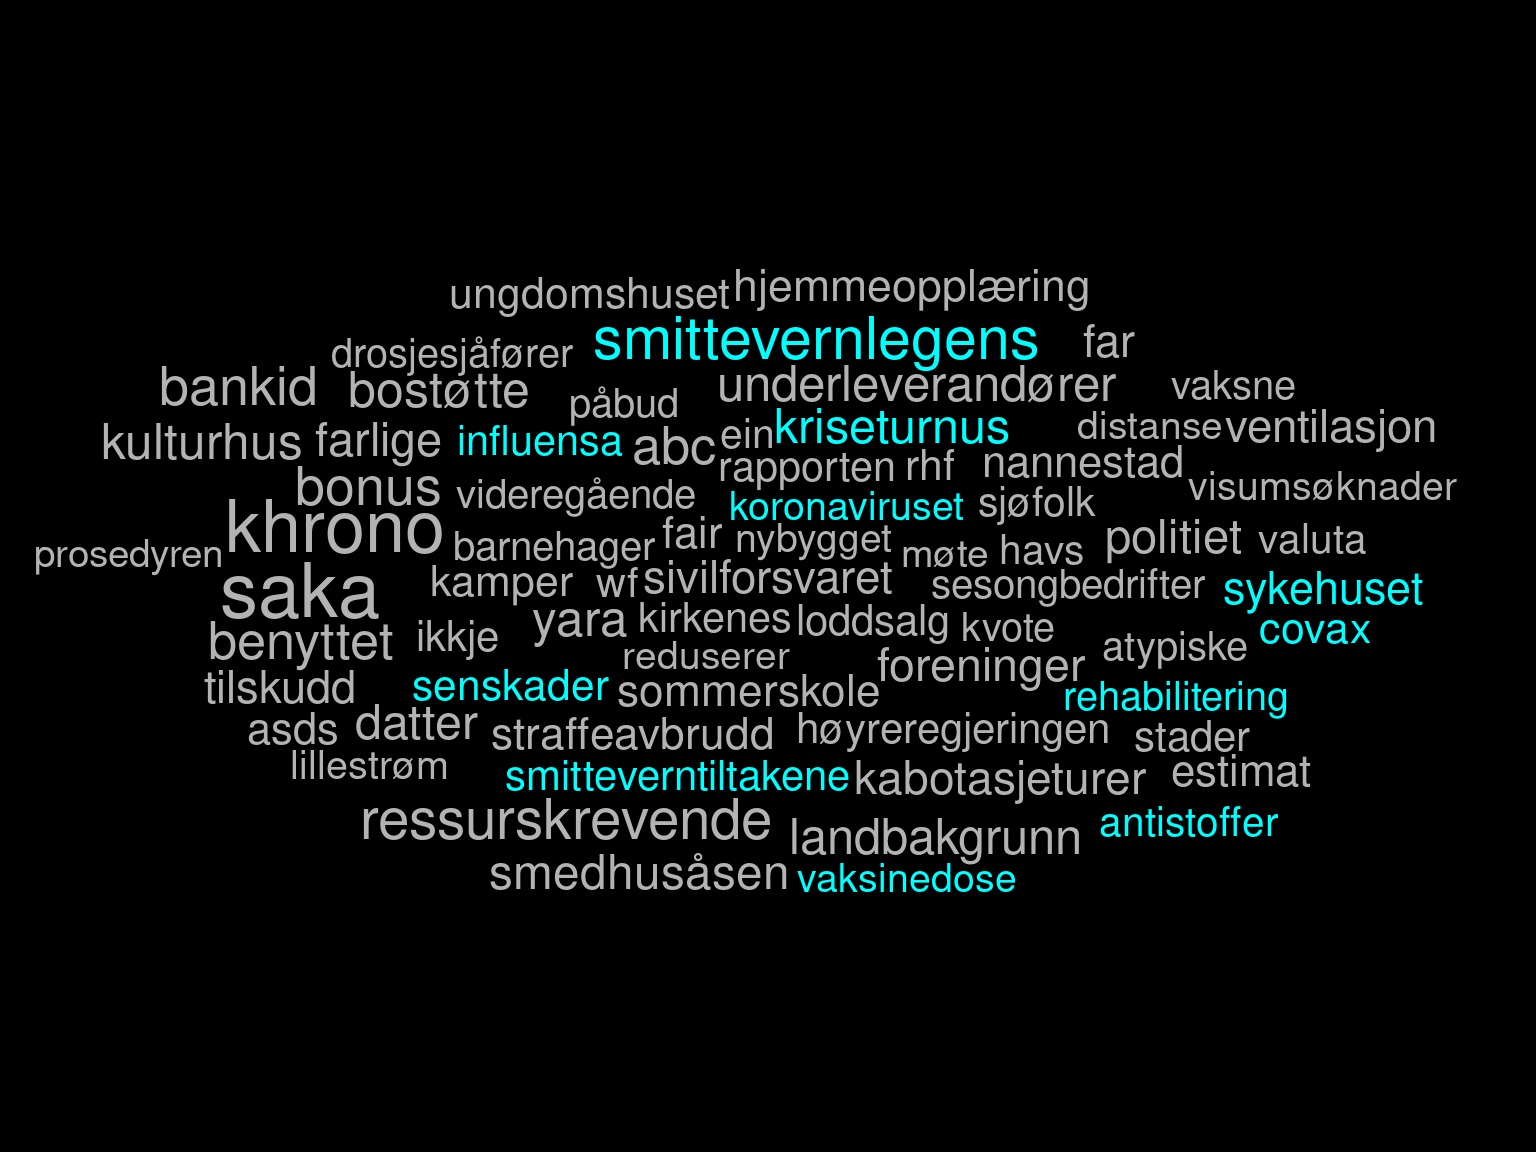 ungdomshuset hjemmeopplæring
drosjesjåfører smittevernlegens far
bankid bostøtte påbud underleverandører vaksne
kulturhus farlige influensa abc ein kriseturnus distanse ventilasjon
rapporten rhf nannestad
bonus videregående koronaviruset sjøfolk visumsøknader
khrono barnehager fair nybygget møte havs politiet valuta
prosedyren
saka kamper wf sivilforsvaret sesongbedrifter sykehuset
benyttet ikkje yara kirkenes loddsalg kvote atypiske covax
reduserer foreninger
tilskudd senskader sommerskole rehabilitering
asds datter straffeavbrudd høyreregjeringen stader
lillestrøm smitteverntiltakene kabotasjeturer estimat
ressurskrevende landbakgrunn antistoffer
smedhusåsen vaksinedose